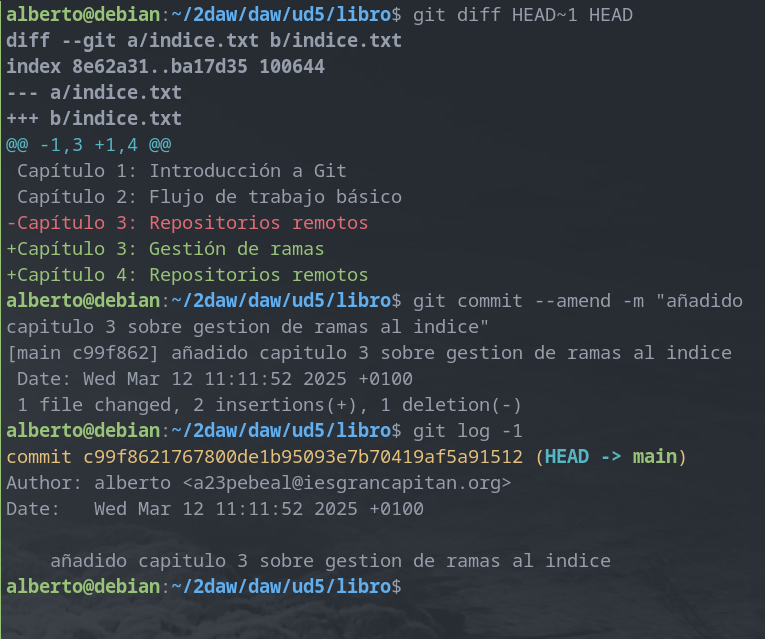 alberto@debian:~/2daw/daw/ud5/libro$ git diff HEAD~1 HEAD
diff --git a/indice.txt b/indice.txt
index 8e62a31..ba17d35 100644
--- a/indice.txt
+++ b/indice.txt
@@ -1,3 +1,4 @@
 Capítulo 1: Introducción a Git
 Capítulo 2: Flujo de trabajo básico
-Capítulo 3: Repositorios remotos
+Capítulo 3: Gestión de ramas
+Capítulo 4: Repositorios remotos
alberto@debian:~/2daw/daw/ud5/libro$ git commit --amend -m "añadido
capitulo 3 sobre gestion de ramas al indice"
[main c99f862] añadido capitulo 3 sobre gestion de ramas al indice
 Date: Wed Mar 12 11:11:52 2025 +0100
 1 file changed, 2 insertions(+), 1 deletion(-)
alberto@debian:~/2daw/daw/ud5/libro$ git log -1
commit c99f8621767800de1b95093e7b70419af5a91512 (HEAD -> main)
Author: alberto <a23pebeal@iesgrancapitan.org>
Date:   Wed Mar 12 11:11:52 2025 +0100

    añadido capitulo 3 sobre gestion de ramas al indice
alberto@debian:~/2daw/daw/ud5/libro$